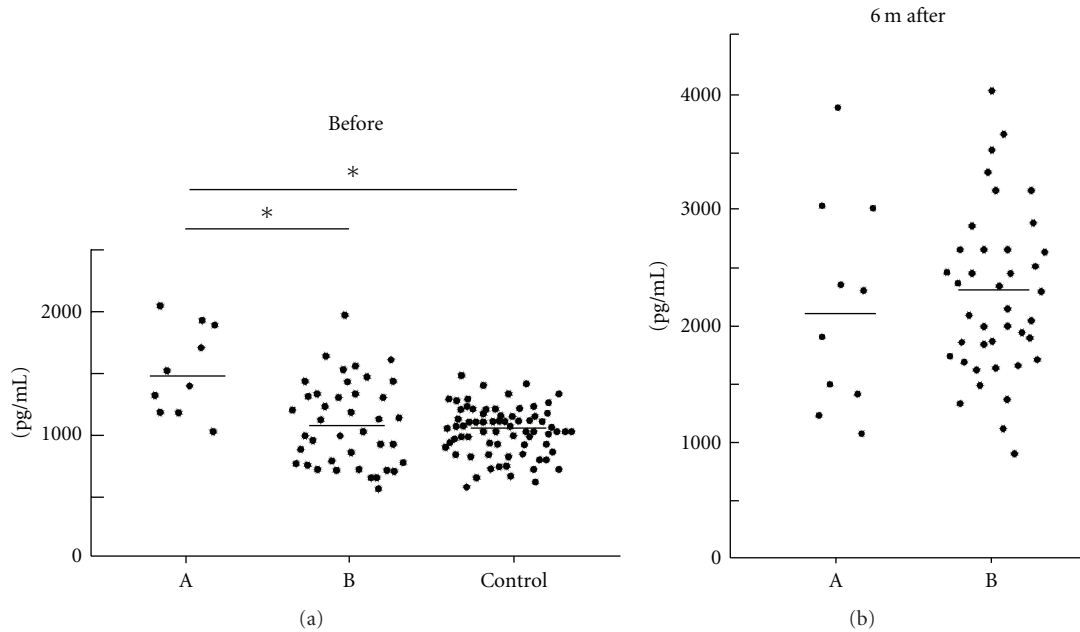 Before
*
*
(pg/mL)
2000
1000
0
A
B
Control
(a)
6 m after
(pg/mL)
4000
3000
2000
1000
0
A
B
(b)